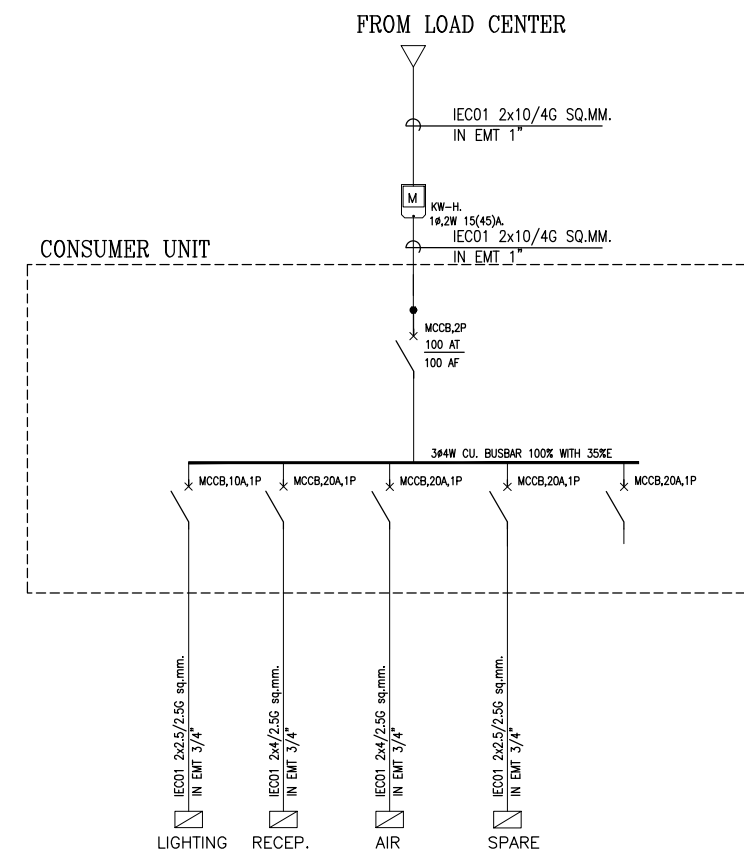 FROM LOAD CENTER
IEC01 2x10/4G SQ.MM.
IN EMT 1"
M
KW-H.
1ø,2W 15(45)A.
IEC01 2x10/4G SQ.MM.
IN EMT 1"
CONSUMER UNIT
MCCB,2P
100 AT
100 AF
3ø4W CU. BUSBAR 100% WITH 35%E
MCCB,10A,1P
MCCB,20A,1P
MCCB,20A,1P
MCCB,20A,1P
MCCB,20A,1P
IEC01 2x2.5/2.5G sq.mm.
IN EMT 3/4"
IEC01 2x4/2.5G sq.mm.
IN EMT 3/4"
IEC01 2x4/2.5G sq.mm.
IN EMT 3/4"
IEC01 2x2.5/2.5G sq.mm.
IN EMT 3/4"
LIGHTING
RECEP.
AIR
SPARE